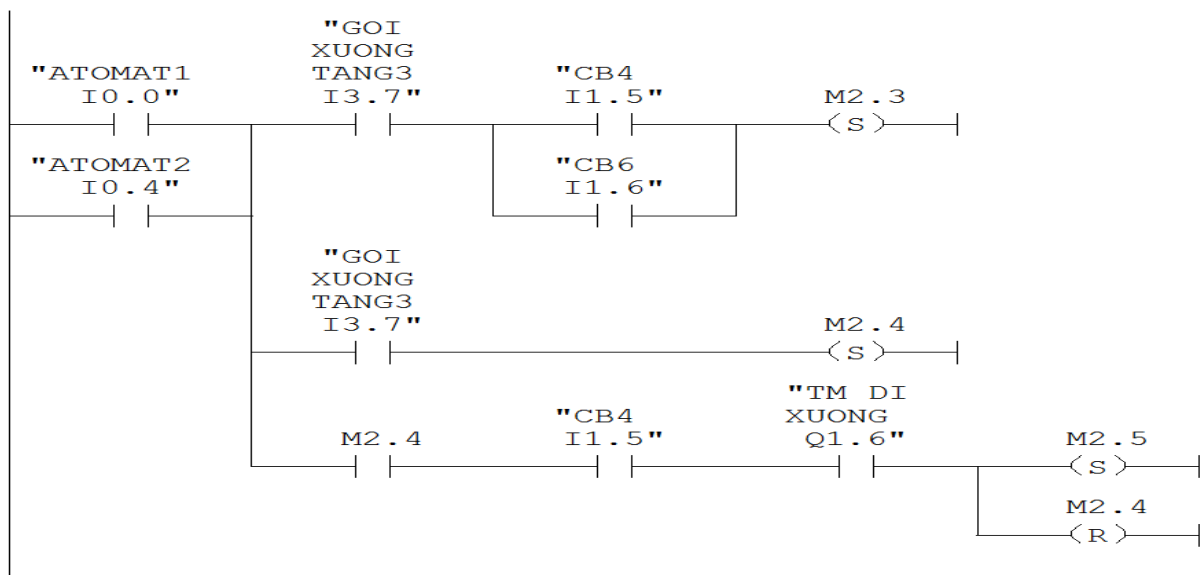 "GOI
XUONG
TANG3
I3.7"
"ATOMAT1
I0.0"
"CB4
I1.5"
M2.3
(S)
"ATOMAT2
I0.4"
"CB6
I1.6"
"GOI
XUONG
TANG3
I3.7"
M2.4
(S)
M2.4
"CB4
I1.5"
"TM DI
XUONG
Q1.6"
M2.5
(S)
M2.4
(R)